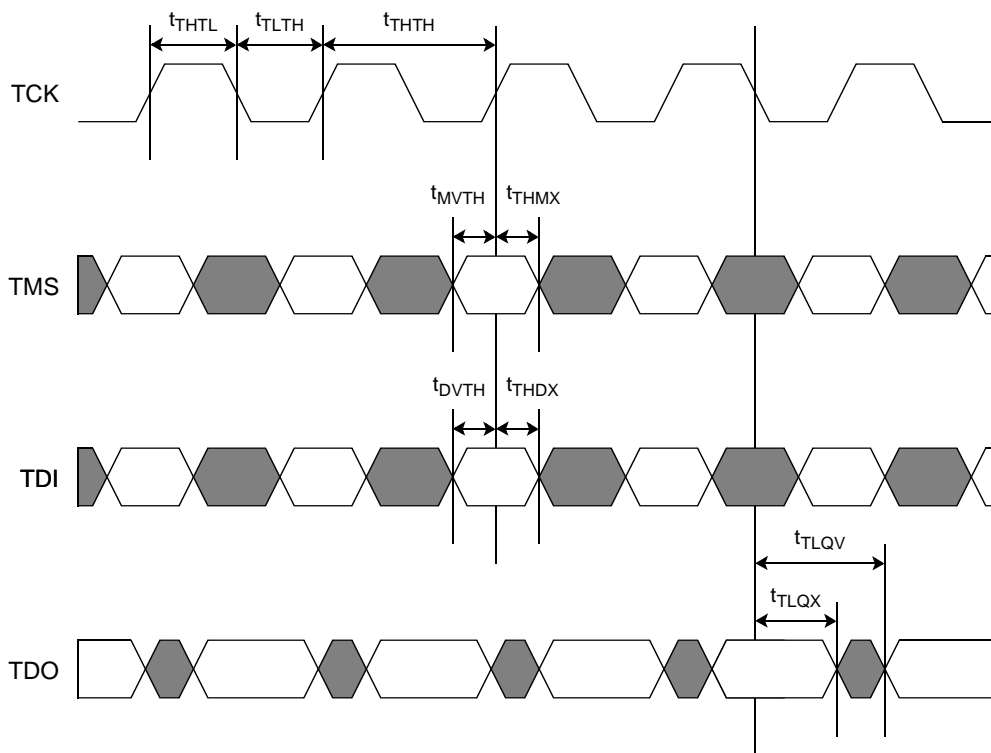 tTHTL tTLTH tTHTH
TCK
tMVTH tTHMX
TMS
tDVTH tTHDX
TDI
tTLQV
tTLQX
TDO